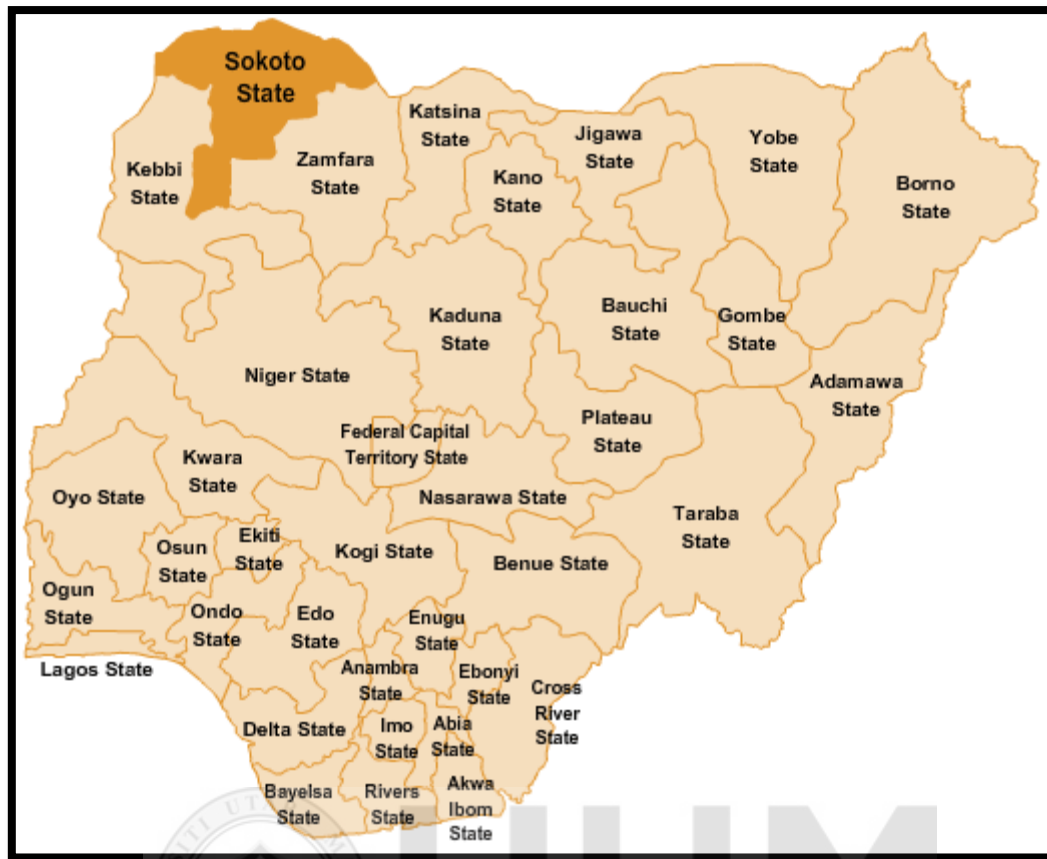 Sokoto
State
Katsina
State
Jigawa
State
Yobe
State
Kebbi
State
Zamfara
State
Kano
State
Borno
State
Kaduna
State
Bauchi
State
Gombe
State
Niger State
Adamawa
State
Plateau
State
Federal Capital
Territory State
Kwara
State
Oyo State
Nasarawa State
Taraba
State
Osun
State
Ekiti
State
Kogi State
Benue State
Ogun
State
Ondo
State
Edo
State
Enugu
State
Lagos State
Anambra
State
Ebonyi
State
Cross
River
State
Delta State
Imo
State
Abia
State
Bayelsa
State
Rivers
State
Akwa
Ibom
State
UUM